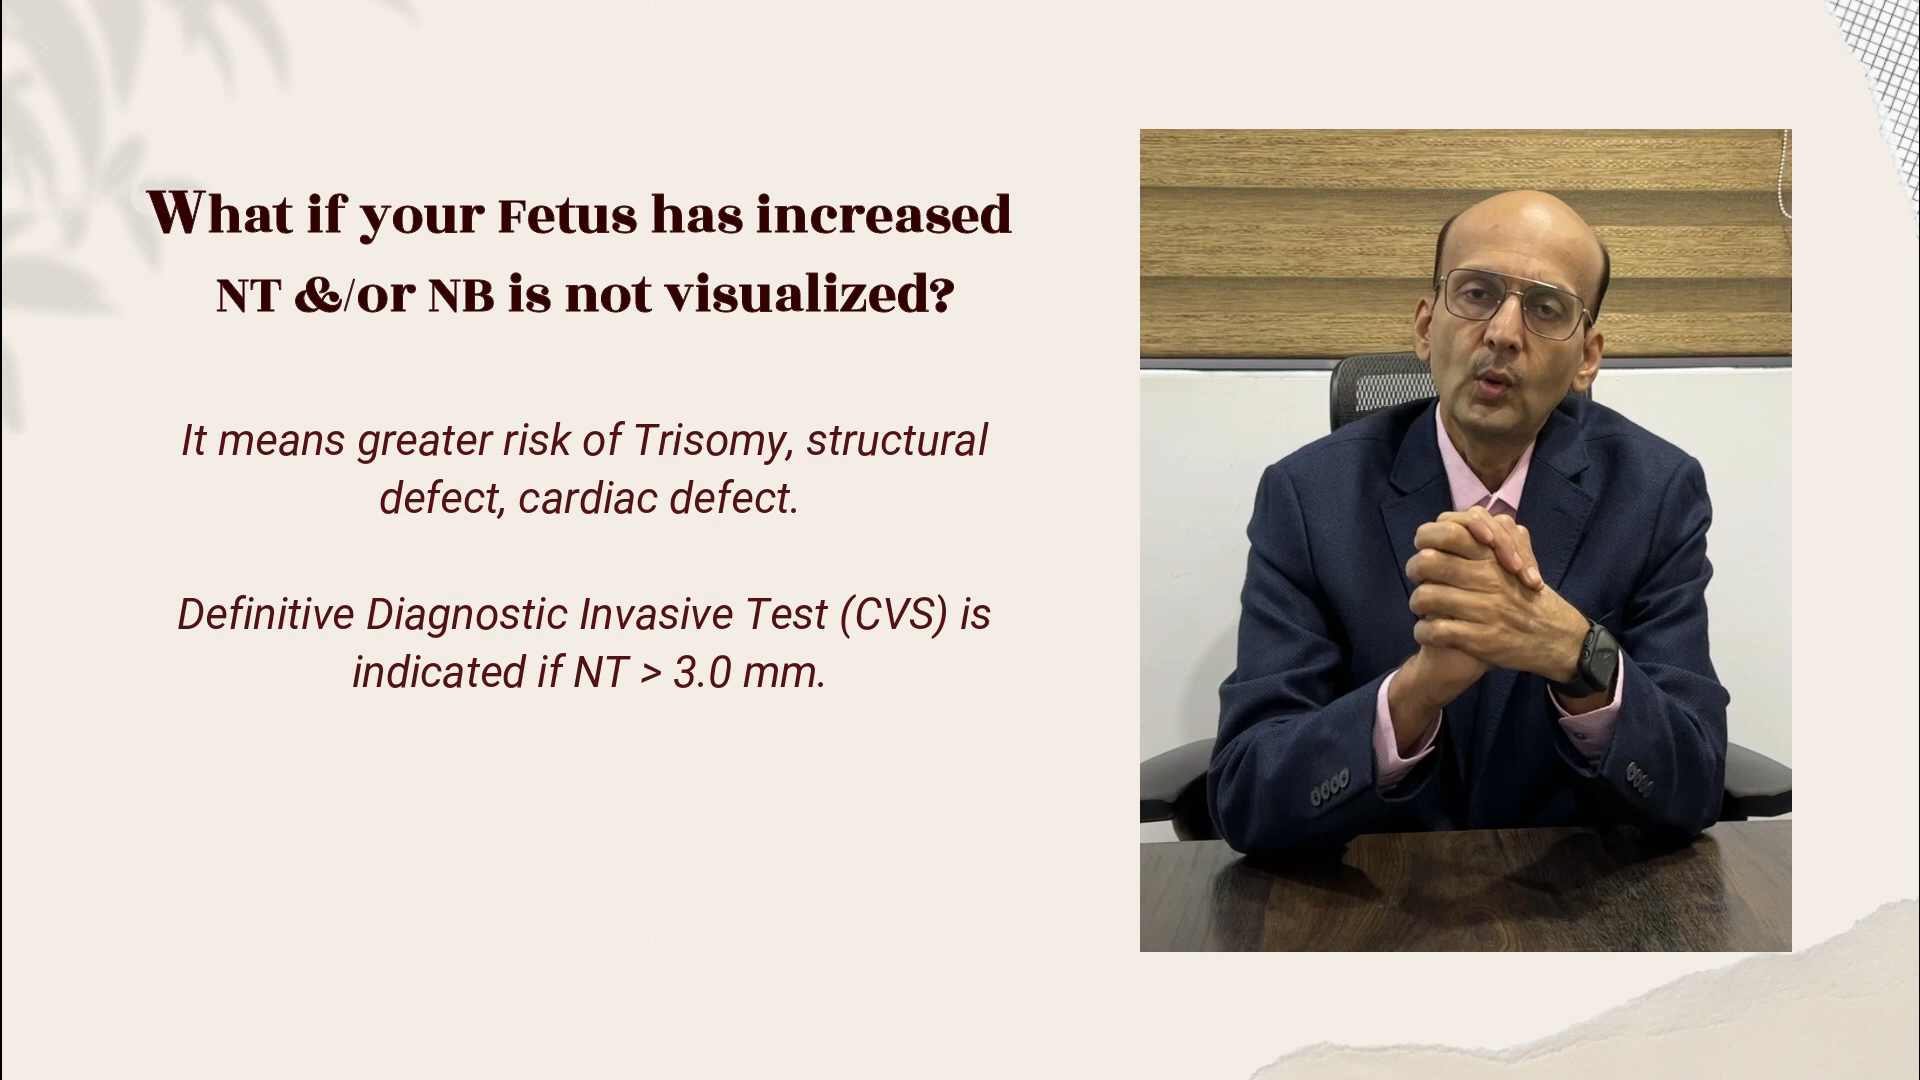 What if your Fetus has increased
NT &/or NB is not visualized?
It means greater risk of Trisomy, structural
defect, cardiac defect.
Definitive Diagnostic Invasive Test (CVS) is
indicated if NT > 3.0 mm.